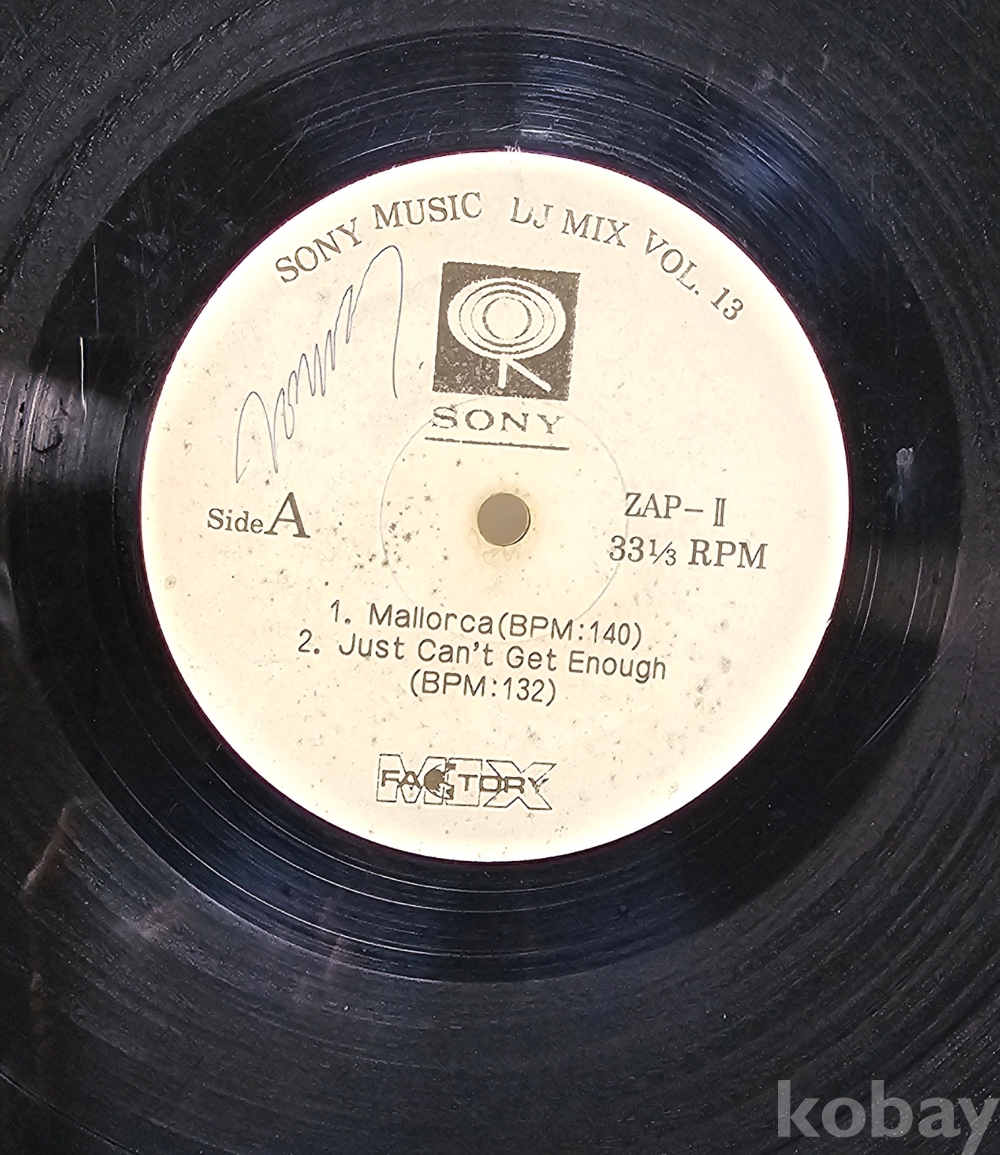 SONY MUSIC DJ MIX VOL. 13
SONY
Side A
ZAP-II
33⅓ RPM
1. Mallorca(BPM:140)
2. Just Can't Get Enough
(BPM:132)
MIX
FACTORY
kobay